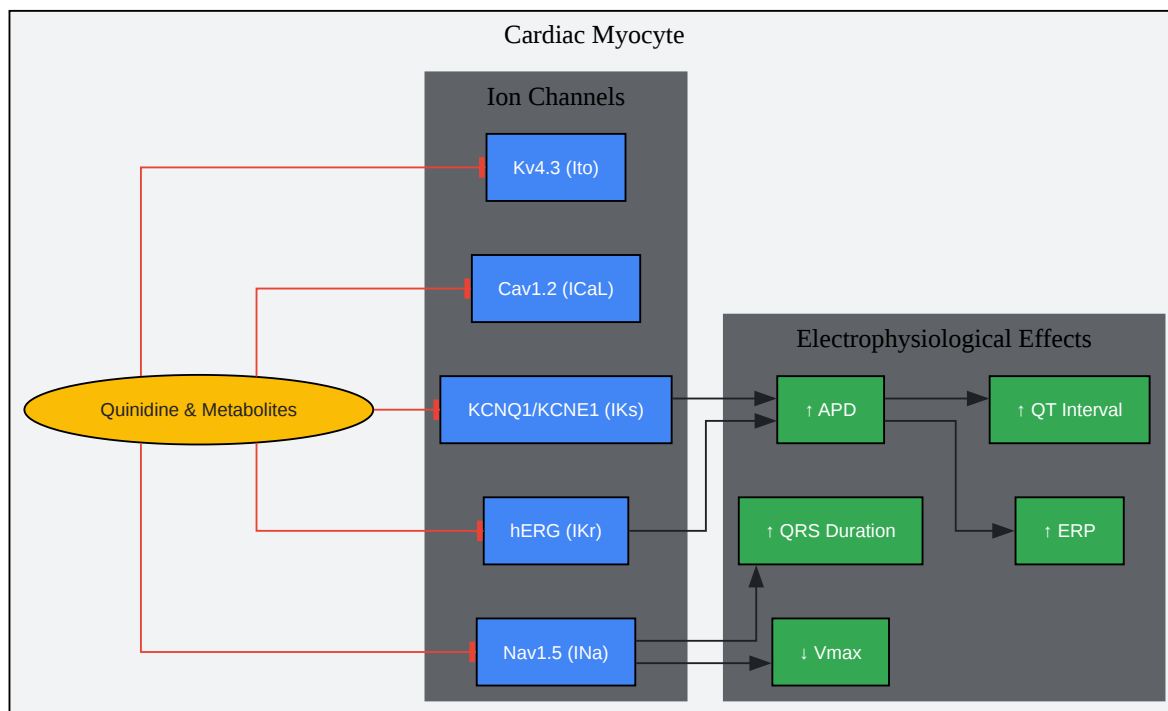 Cardiac Myocyte
Ion Channels
Kv4.3 (Ito)
Cav1.2 (ICaL)
Electrophysiological Effects
Quinidine & Metabolites
KCNQ1/KCNE1 (IKs)
↑ APD
↑ QT Interval
hERG (IKr)
↑ QRS Duration
↑ ERP
Nav1.5 (INa)
↓ Vmax